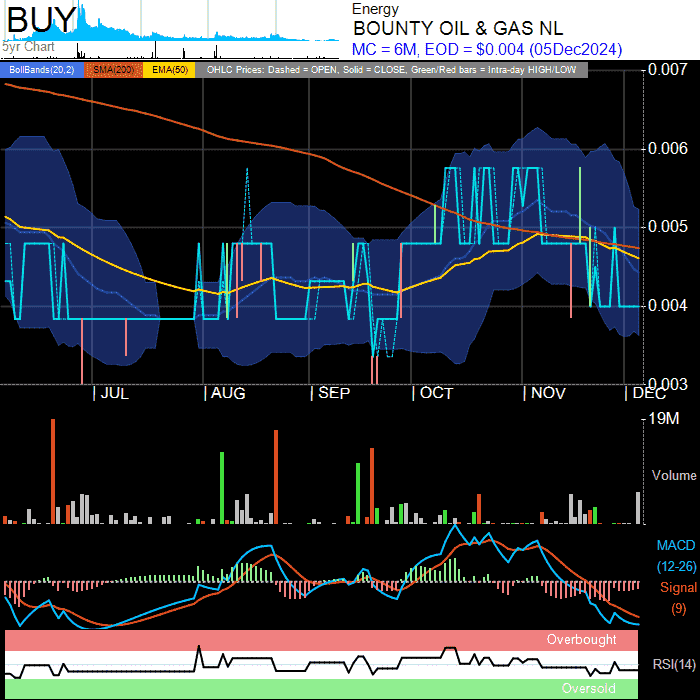 BUY
5yr Chart
Energy
BOUNTY OIL & GAS NL
MC = 6M, EOD = $0.004 (05Dec2024)
BollBands(20,2) SMA(200) EMA(50) OHLC Prices: Dashed = OPEN, Solid = CLOSE, Green/Red bars = Intra-day HIGH/LOW
0.007
0.006
0.005
0.004
0.003
| JUL | AUG | SEP | OCT | NOV | DEC
19M
Volume
MACD
(12-26)
Signal
(9)
Overbought
RSI(14)
Oversold